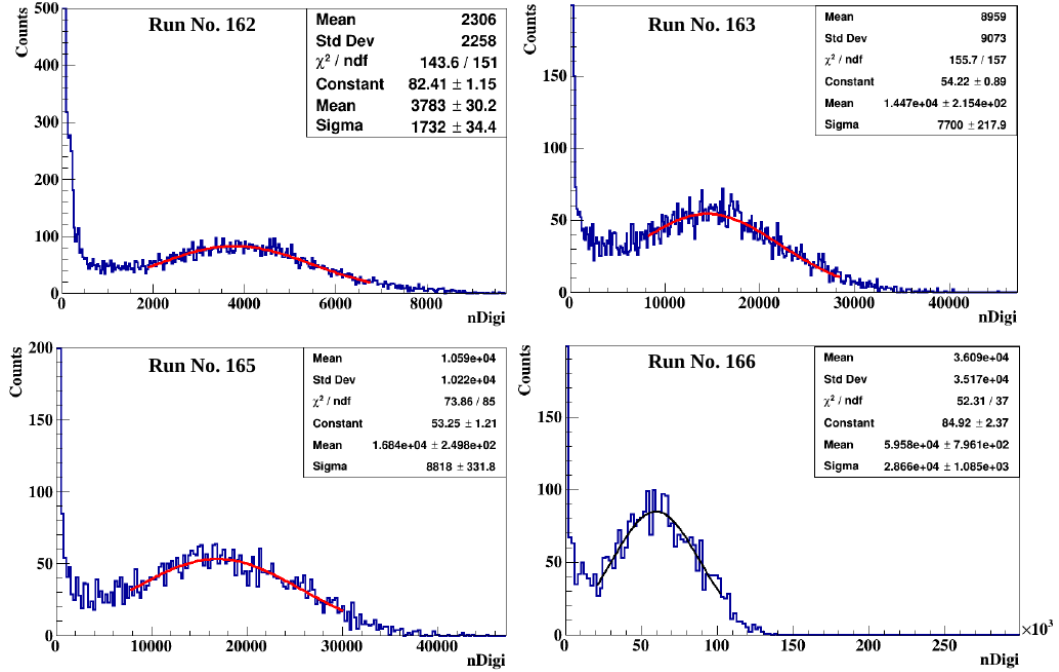 Run No. 162
Counts
500
400
300
200
100
0
0
2000
4000
6000
8000
nDigi
Mean 2306
Std Dev 2258
χ² / ndf 143.6 / 151
Constant 82.41 ± 1.15
Mean 3783 ± 30.2
Sigma 1732 ± 34.4
Run No. 163
Counts
150
100
50
0
0
10000
20000
30000
40000
nDigi
Mean 8959
Std Dev 9073
χ² / ndf 155.7 / 157
Constant 54.22 ± 0.89
Mean 1.447e+04 ± 2.154e+02
Sigma 7700 ± 217.9
Run No. 165
Counts
200
150
100
50
0
0
10000
20000
30000
40000
nDigi
Mean 1.059e+04
Std Dev 1.022e+04
χ² / ndf 73.86 / 85
Constant 53.25 ± 1.21
Mean 1.684e+04 ± 2.498e+02
Sigma 8818 ± 331.8
Run No. 166
Counts
150
100
50
0
0
50
100
150
200
250
×10³
nDigi
Mean 3.609e+04
Std Dev 3.517e+04
χ² / ndf 52.31 / 37
Constant 84.92 ± 2.37
Mean 5.958e+04 ± 7.961e+02
Sigma 2.866e+04 ± 1.085e+03